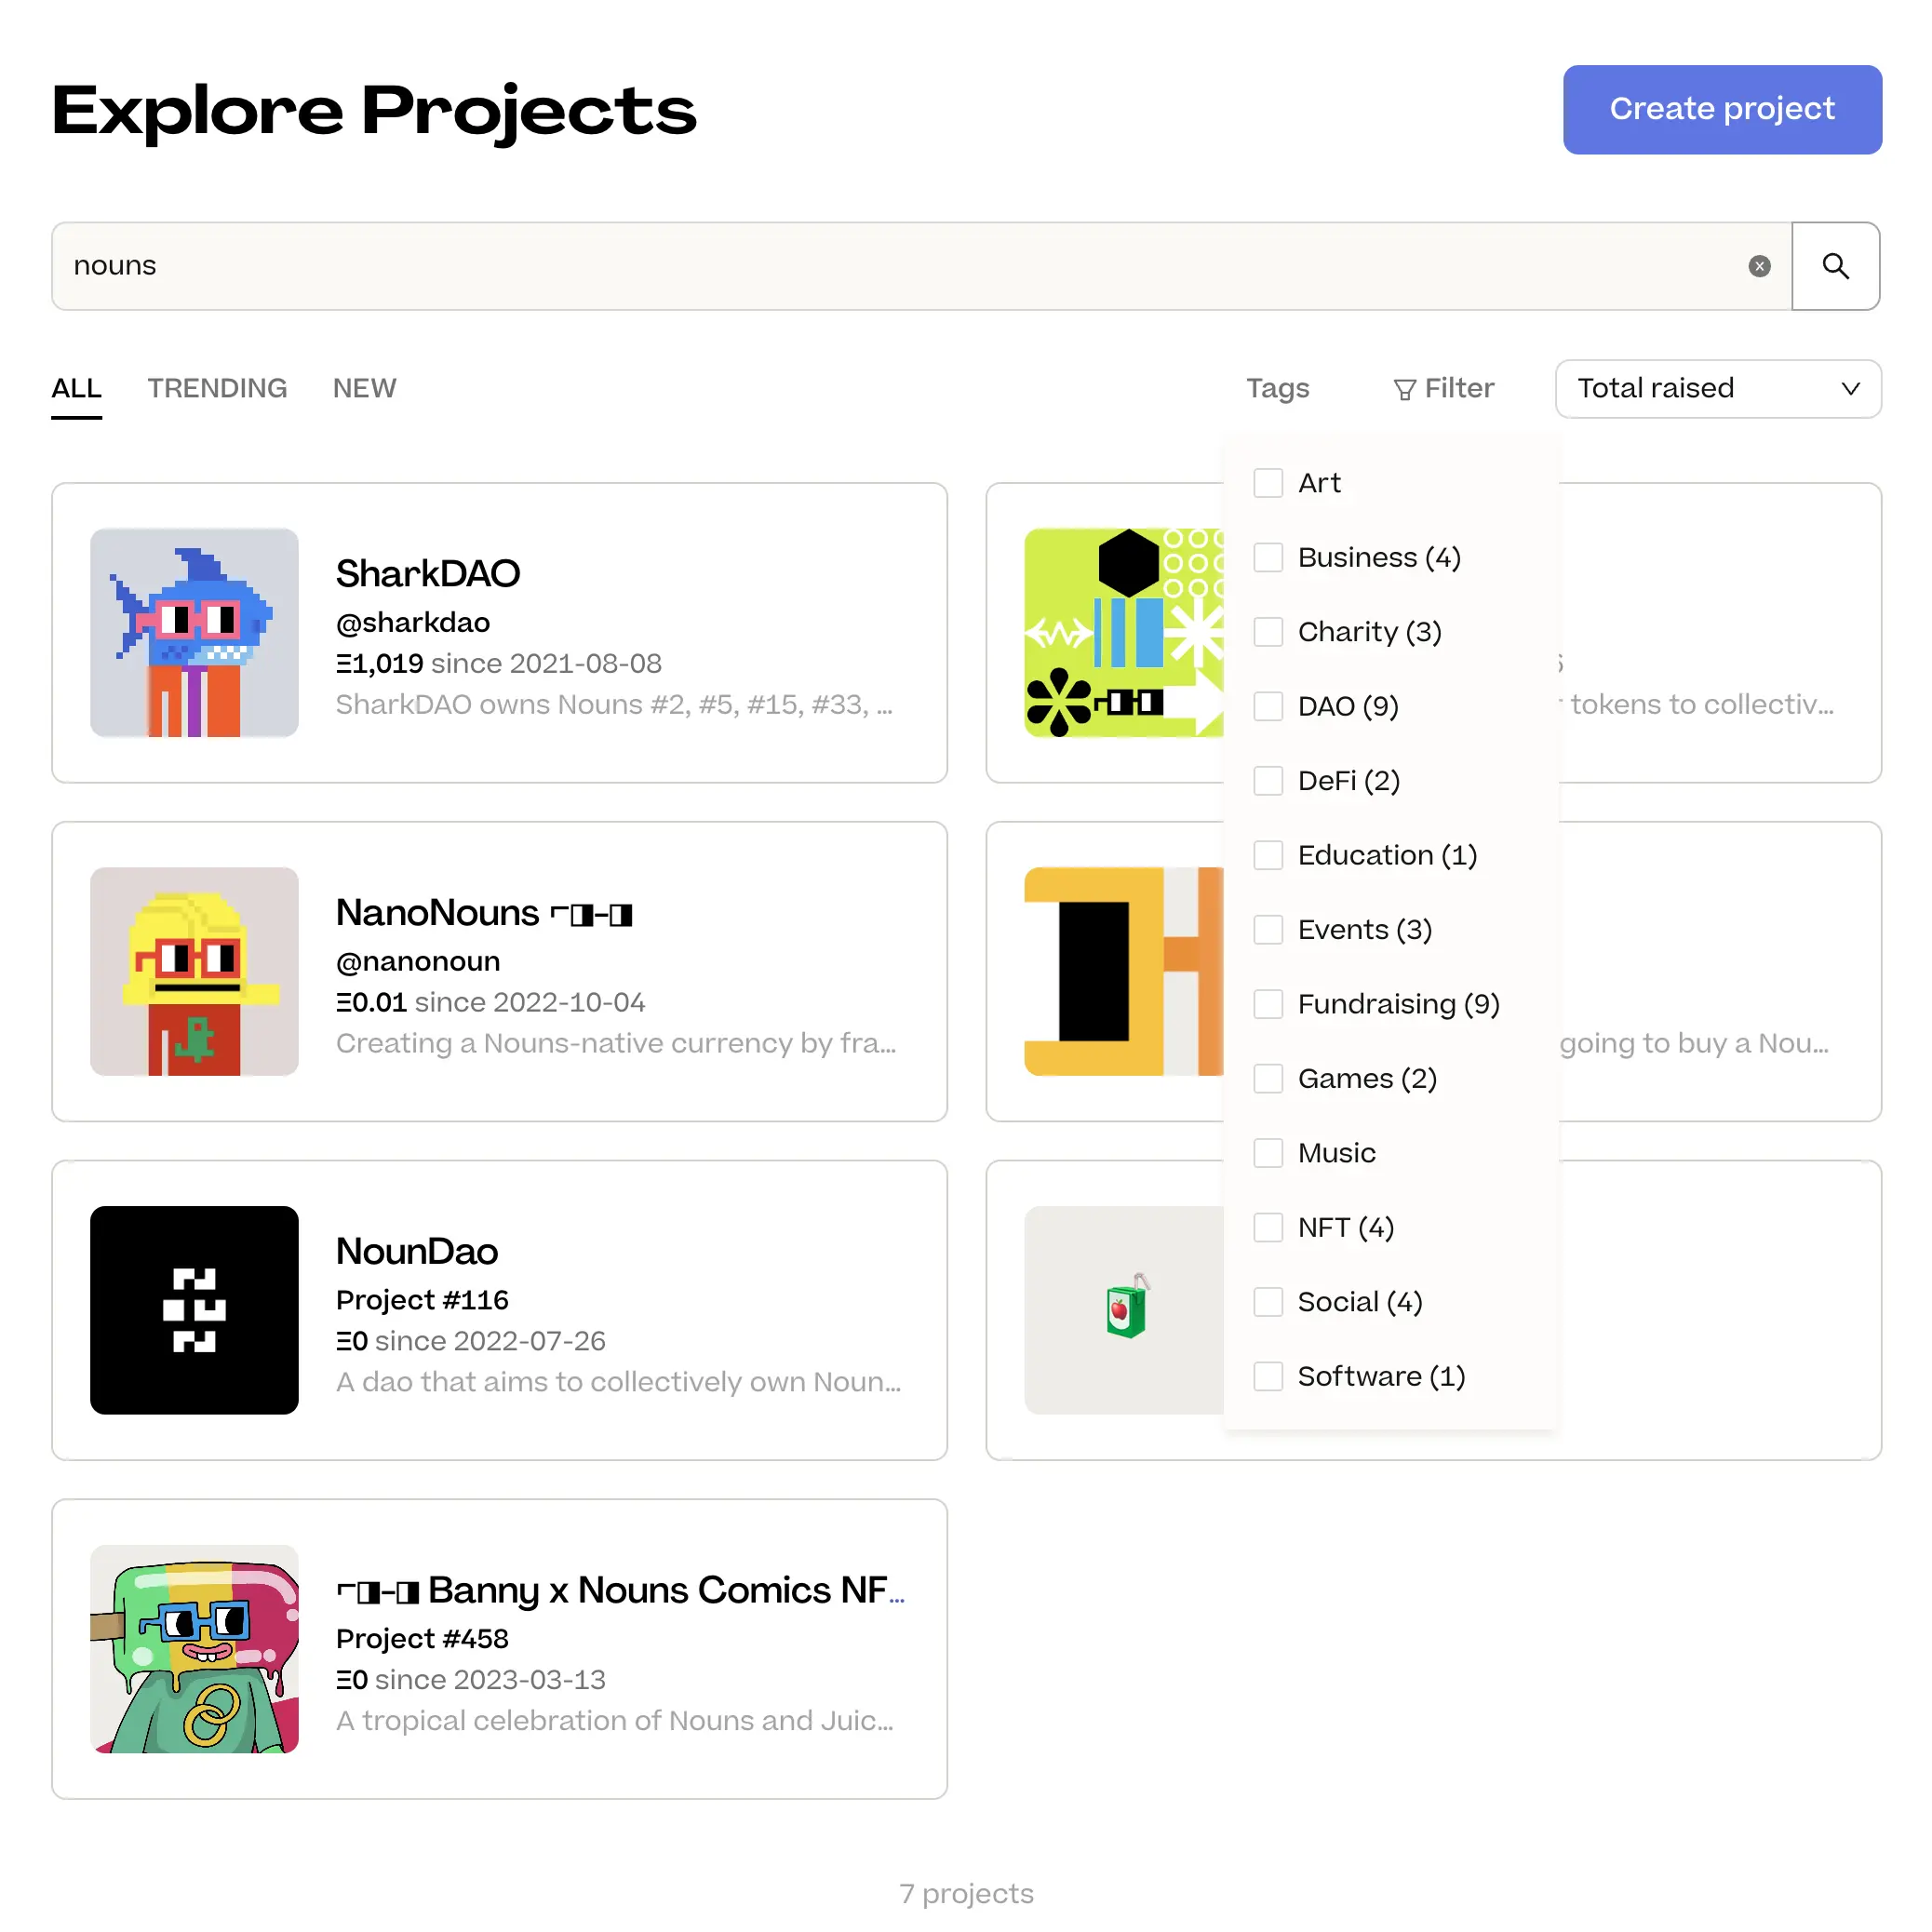 Explore Projects
Create project
nouns
ALL TRENDING NEW
Tags Filter Total raised
SharkDAO
@sharkdao
Ξ1,019 since 2021-08-08
SharkDAO owns Nouns #2, #5, #15, #33, ...
tokens to collectiv...
NanoNouns ⌐◨-◨
@nanonoun
Ξ0.01 since 2022-10-04
Creating a Nouns-native currency by fra...
going to buy a Nou...
NounDao
Project #116
Ξ0 since 2022-07-26
A dao that aims to collectively own Noun...
⌐◨-◨ Banny x Nouns Comics NF...
Project #458
Ξ0 since 2023-03-13
A tropical celebration of Nouns and Juic...
Art
Business (4)
Charity (3)
DAO (9)
DeFi (2)
Education (1)
Events (3)
Fundraising (9)
Games (2)
Music
NFT (4)
Social (4)
Software (1)
7 projects